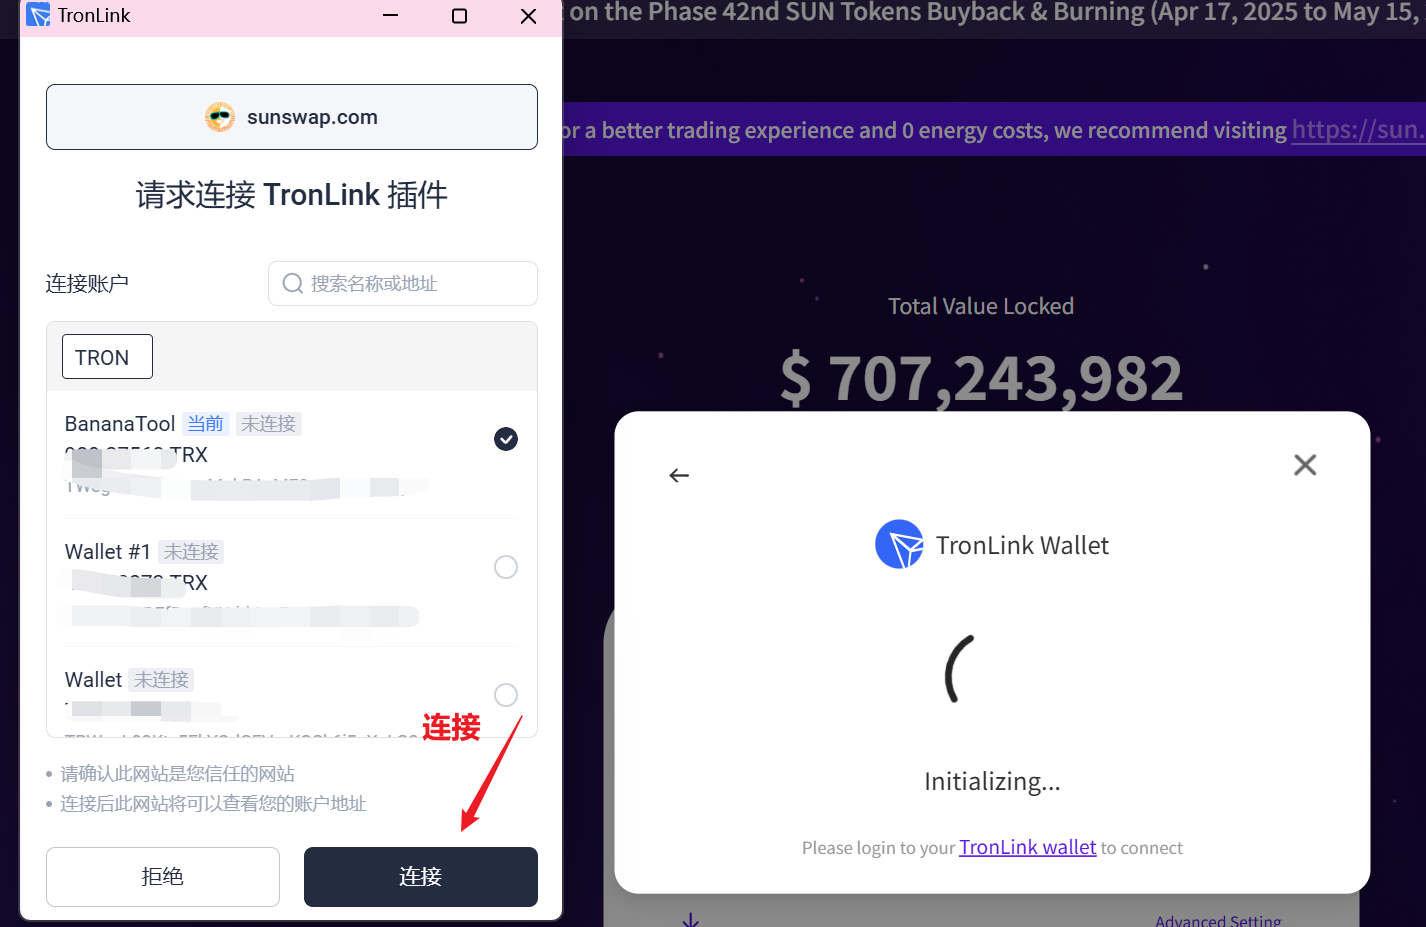 TronLink
sunswap.com
请求连接 TronLink 插件
连接账户
搜索名称或地址
TRON
BananaTool 当前 未连接
TRX
Wallet #1 未连接
TRX
Wallet 未连接
连接
请确认此网站是您信任的网站
连接后此网站将可以查看您的账户地址
拒绝
连接
on the Phase 42nd SUN Tokens Buyback & Burning (Apr 17, 2025 to May 15,
or a better trading experience and 0 energy costs, we recommend visiting https://sun.
Total Value Locked
$ 707,243,982
TronLink Wallet
Initializing...
Please login to your TronLink wallet to connect
Advanced Setting